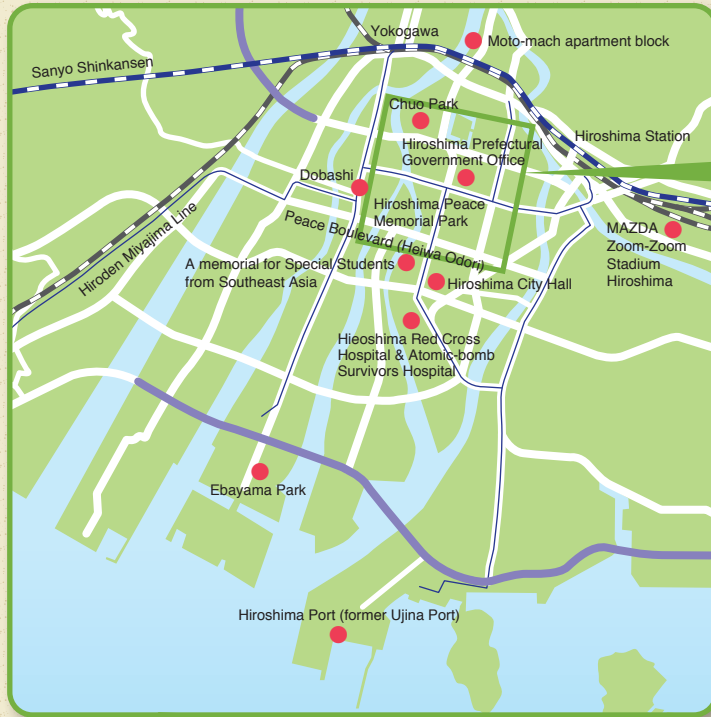 Yokogawa
Moto-mach apartment block
Sanyo Shinkansen
Chuo Park
Hiroshima Station
Hiroshima Prefectural
Government Office
Dobashi
Hiroshima Peace
Memorial Park
Hiroden Miyajima Line
Peace Boulevard (Heiwa Odori)
MAZDA
Zoom-Zoom
Stadium
Hiroshima
A memorial for Special Students
from Southeast Asia
Hiroshima City Hall
Hieoshima Red Cross
Hospital & Atomic-bomb
Survivors Hospital
Ebayama Park
Hiroshima Port (former Ujina Port)